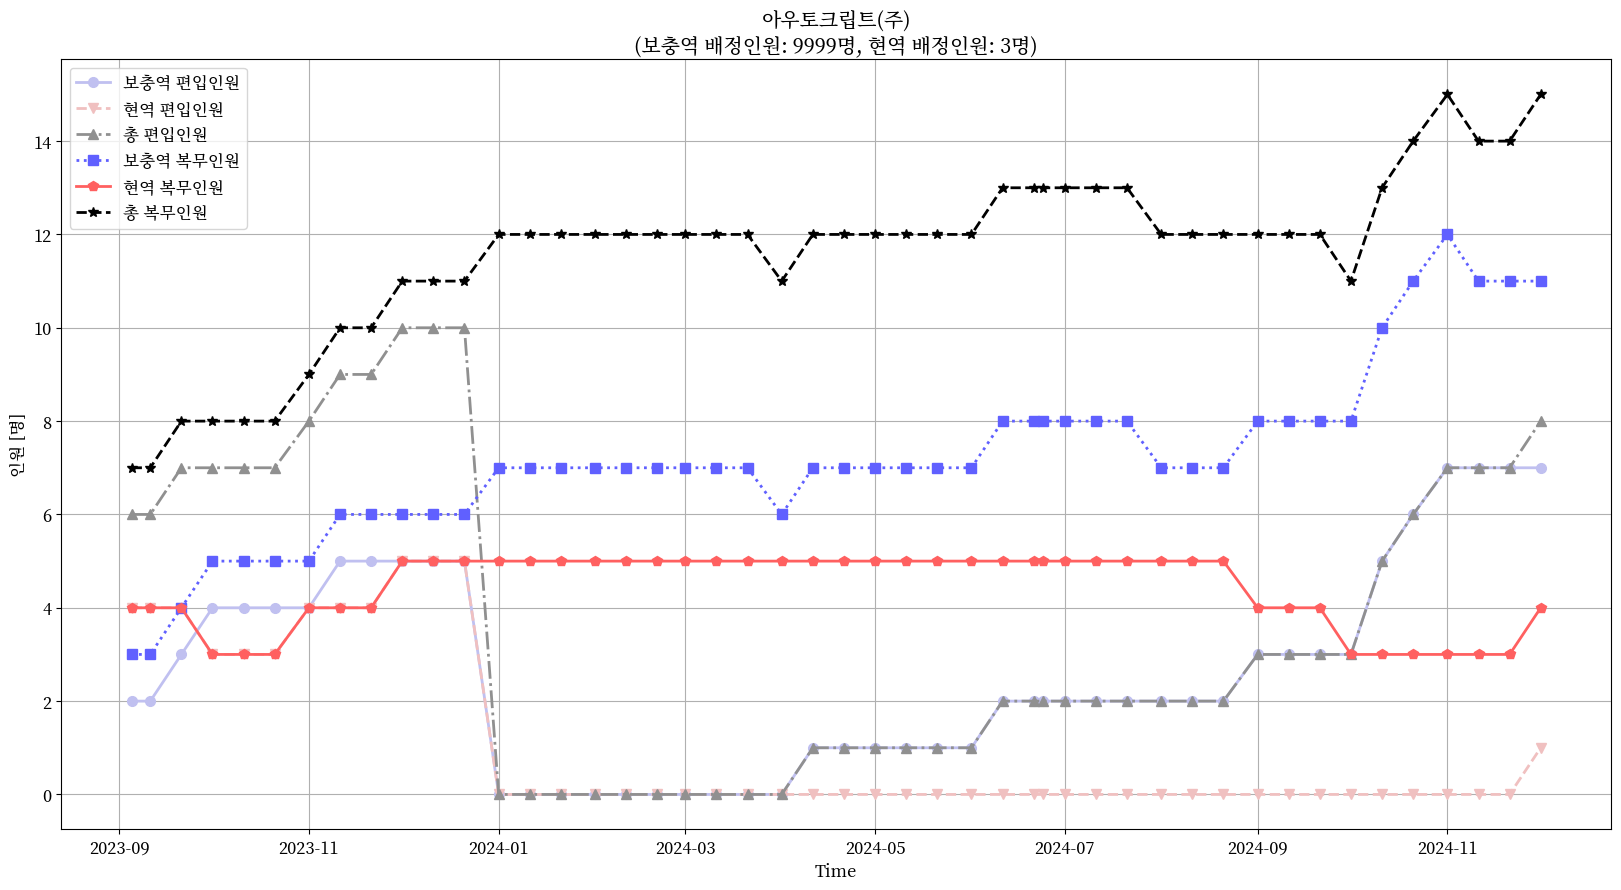 아우토크립트(주)
(보충역 배정인원: 9999명, 현역 배정인원: 3명)
보충역 편입인원
현역 편입인원
총 편입인원
보충역 복무인원
현역 복무인원
총 복무인원
인원 [명]
14
12
10
8
6
4
2
0
2023-09
2023-11
2024-01
2024-03
2024-05
2024-07
2024-09
2024-11
Time